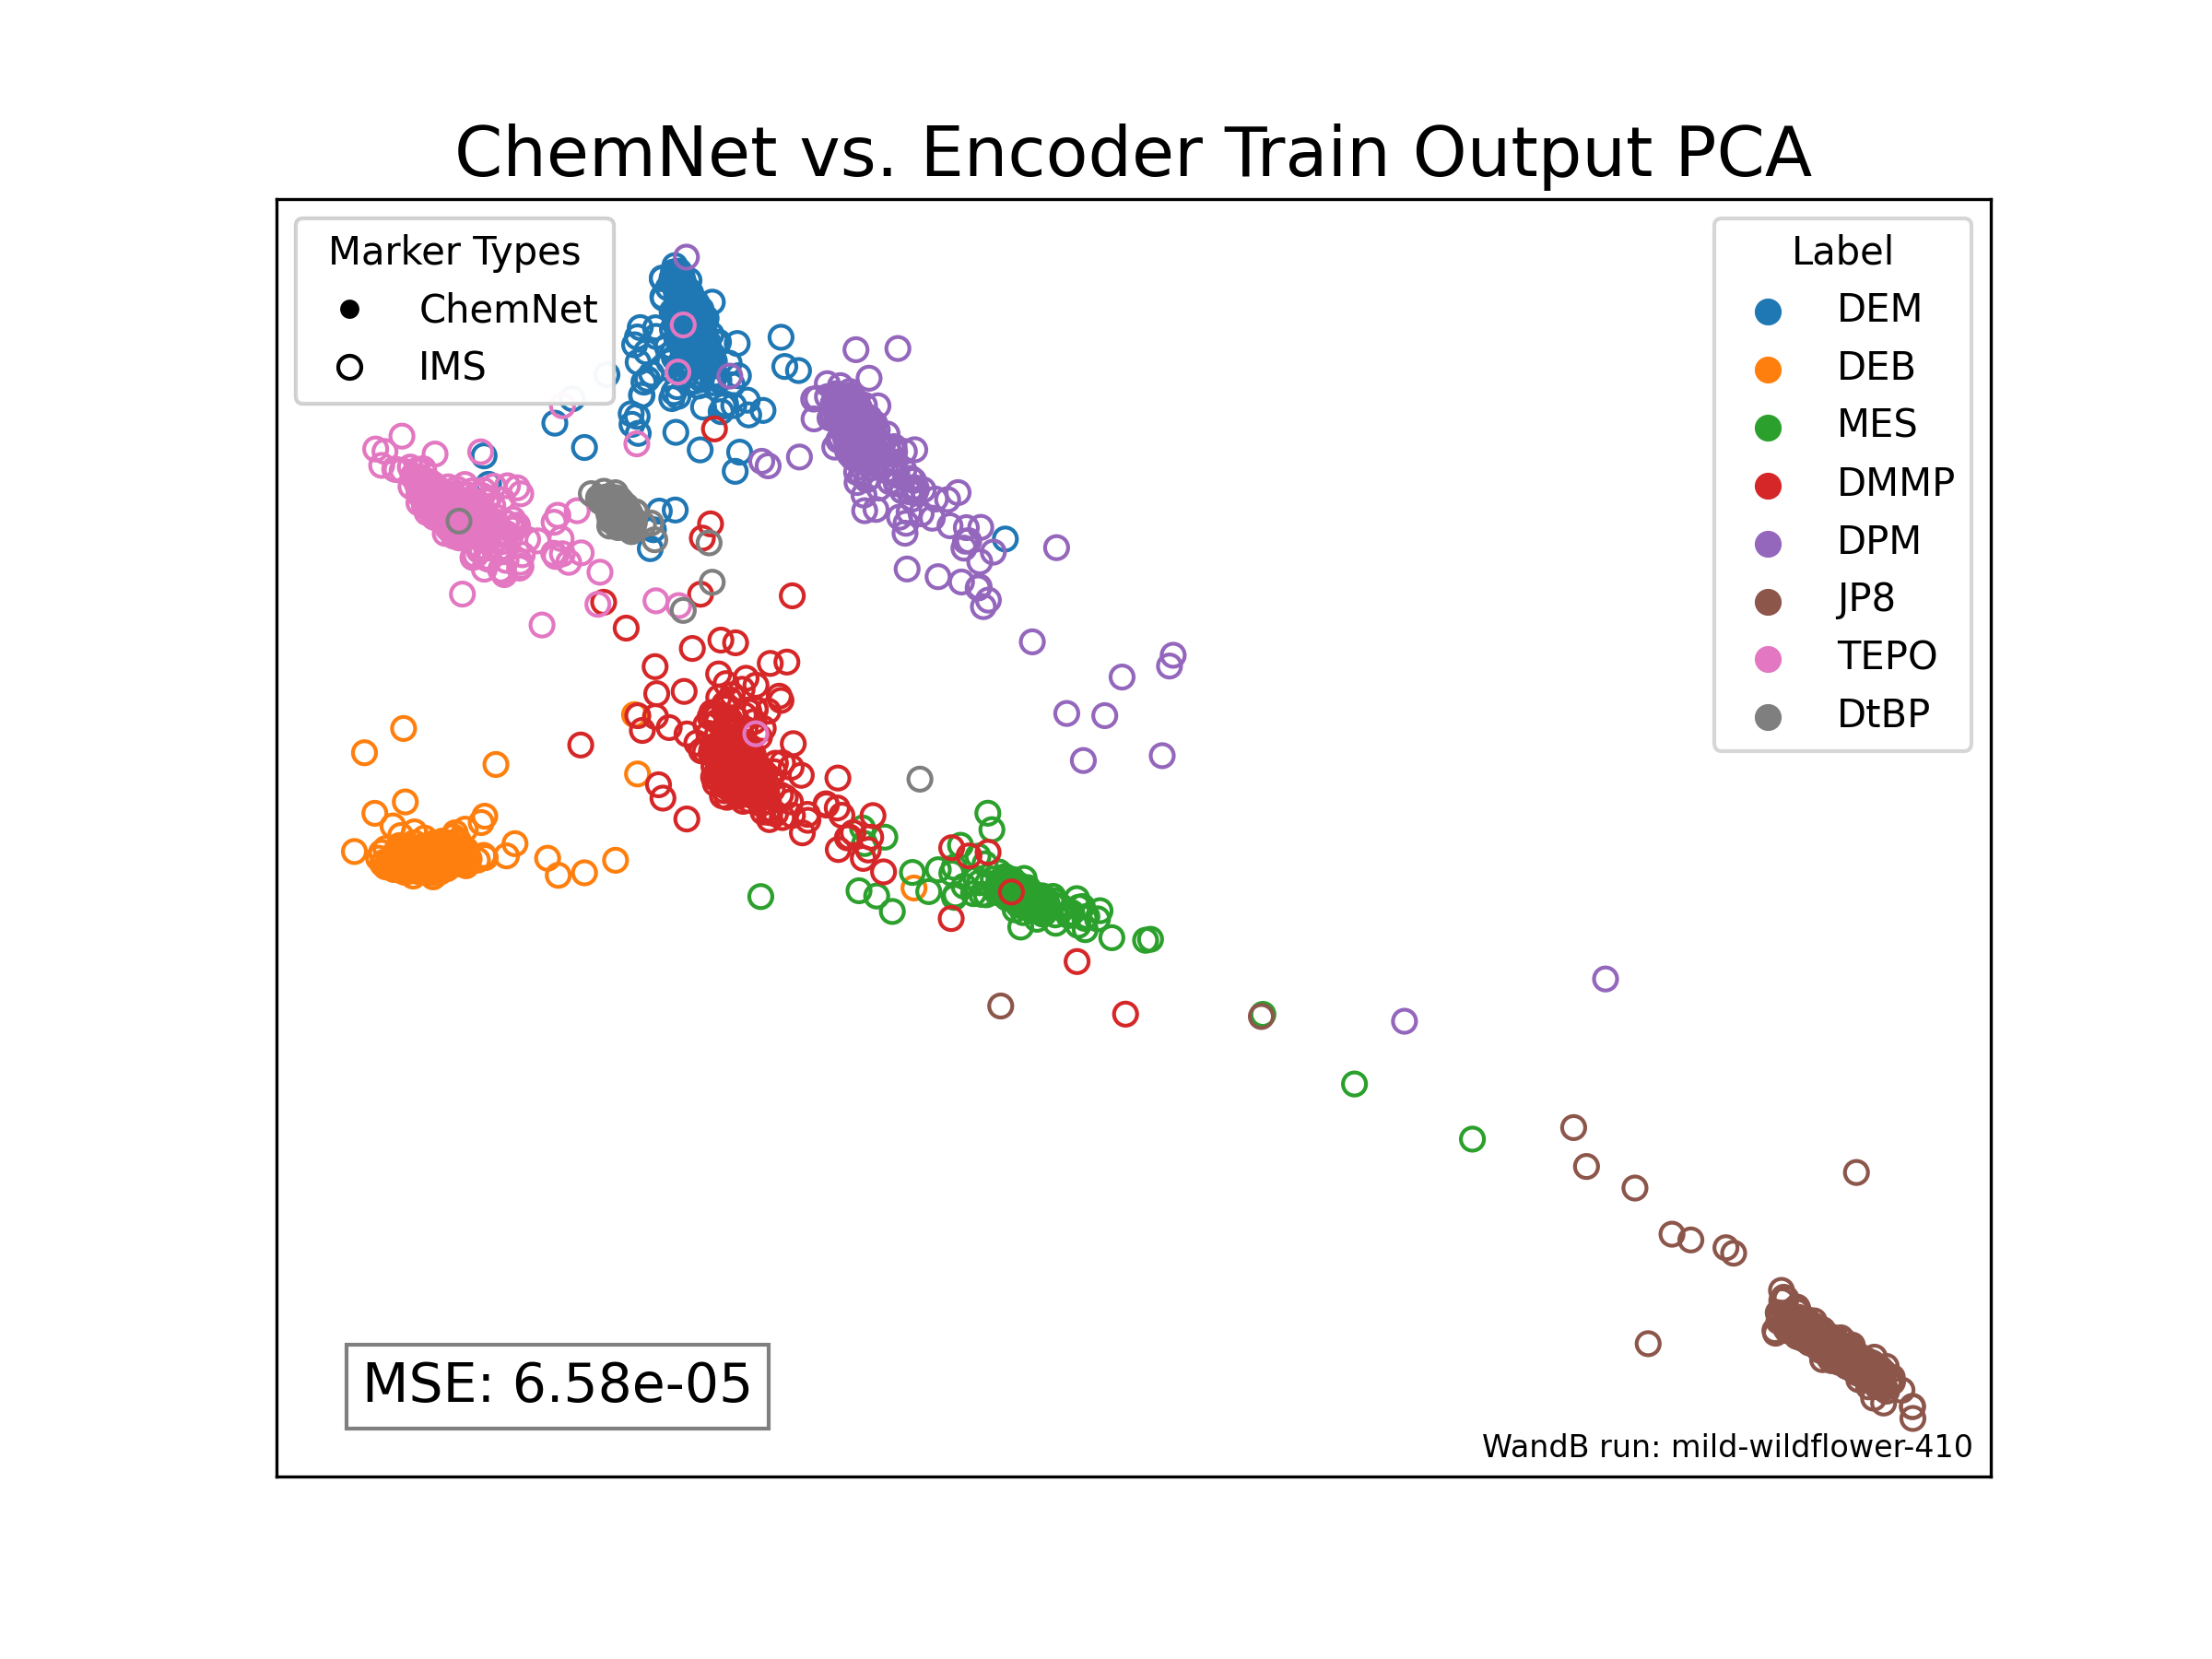 ChemNet vs. Encoder Train Output PCA
Marker Types
ChemNet
IMS
Label
DEM
DEB
MES
DMMP
DPM
JP8
TEPO
DtBP
MSE: 6.58e-05
WandB run: mild-wildflower-410